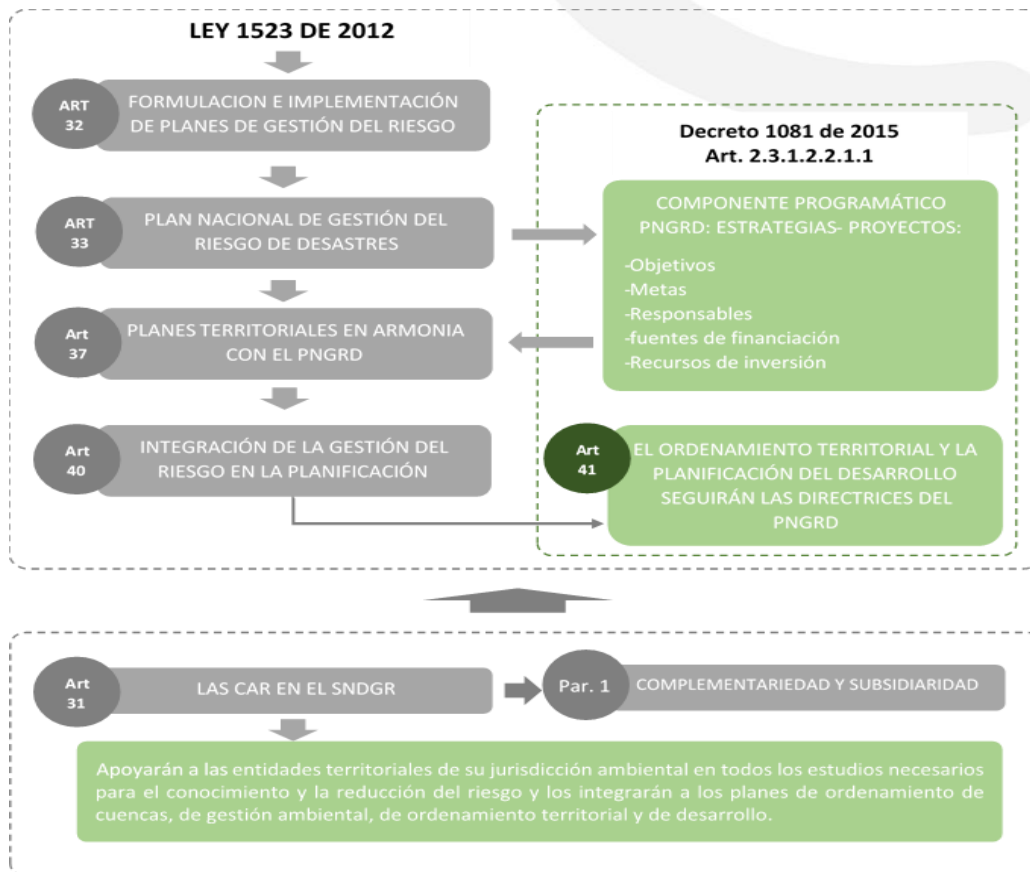 LEY 1523 DE 2012
ART
32
FORMULACION E IMPLEMENTACIÓN
DE PLANES DE GESTIÓN DEL RIESGO
ART
33
PLAN NACIONAL DE GESTIÓN DEL
RIESGO DE DESASTRES
Art
37
PLANES TERRITORIALES EN ARMONIA
CON EL PNGRD
Art
40
INTEGRACIÓN DE LA GESTIÓN DEL
RIESGO EN LA PLANIFICACIÓN
Decreto 1081 de 2015
Art. 2.3.1.2.2.1.1
COMPONENTE PROGRAMÁTICO
PNGRD: ESTRATEGIAS- PROYECTOS:
-Objetivos
-Metas
-Responsables
-fuentes de financiación
-Recursos de inversión
Art
41
EL ORDENAMIENTO TERRITORIAL Y LA
PLANIFICACIÓN DEL DESARROLLO
SEGUIRÁN LAS DIRECTRICES DEL
PNGRD
Art
31
LAS CAR EN EL SNDGR
Par. 1
COMPLEMENTARIEDAD Y SUBSIDIARIDAD
Apoyarán a las entidades territoriales de su jurisdicción ambiental en todos los estudios necesarios
para el conocimiento y la reducción del riesgo y los integrarán a los planes de ordenamiento de
cuencas, de gestión ambiental, de ordenamiento territorial y de desarrollo.